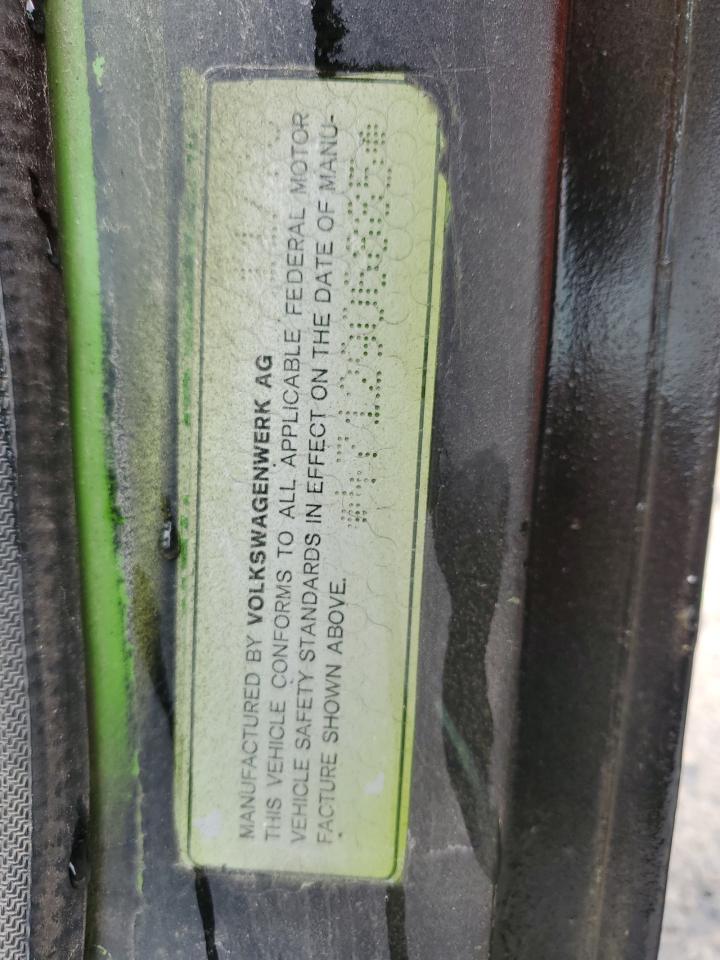 MANUFACTURED BY VOLKSWAGENWERK AG
THIS VEHICLE CONFORMS TO ALL APPLICABLE FEDERAL MOTOR
VEHICLE SAFETY STANDARDS IN EFFECT ON THE DATE OF MANU-
FACTURE SHOWN ABOVE.